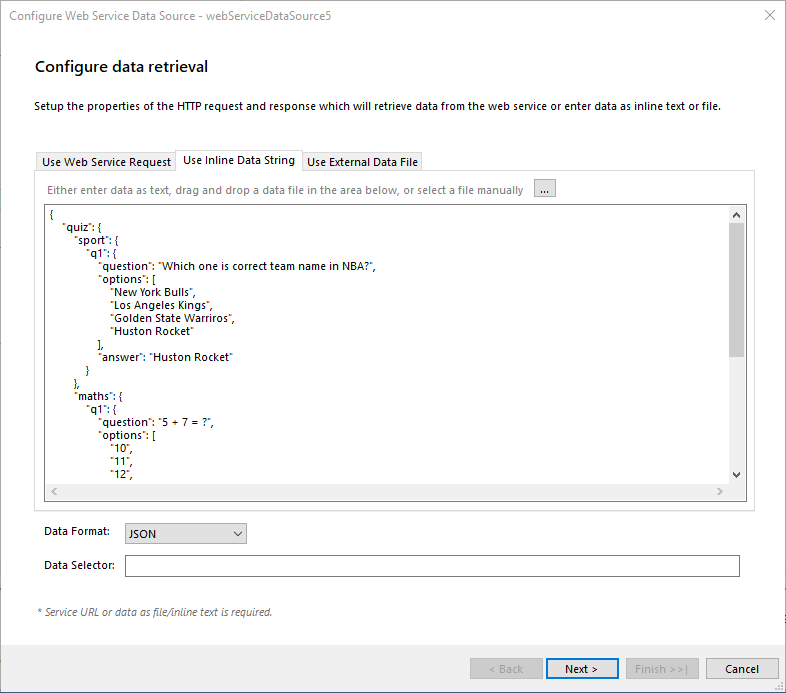 Configure Web Service Data Source - webServiceDataSource5
Configure data retrieval
Setup the properties of the HTTP request and response which will retrieve data from the web service or enter data as inline text or file.
Use Web Service Request Use Inline Data String Use External Data File
Either enter data as text, drag and drop a data file in the area below, or select a file manually ...
{
"quiz": {
"sport": {
"q1": {
"question": "Which one is correct team name in NBA?",
"options": [
"New York Bulls",
"Los Angeles Kings",
"Golden State Warriros",
"Huston Rocket"
],
"answer": "Huston Rocket"
}
},
"maths": {
"q1": {
"question": "5 + 7 = ?",
"options": [
"10",
"11",
"12",
Data Format: JSON
Data Selector:
* Service URL or data as file/inline text is required.
< Back Next > Finish >>| Cancel